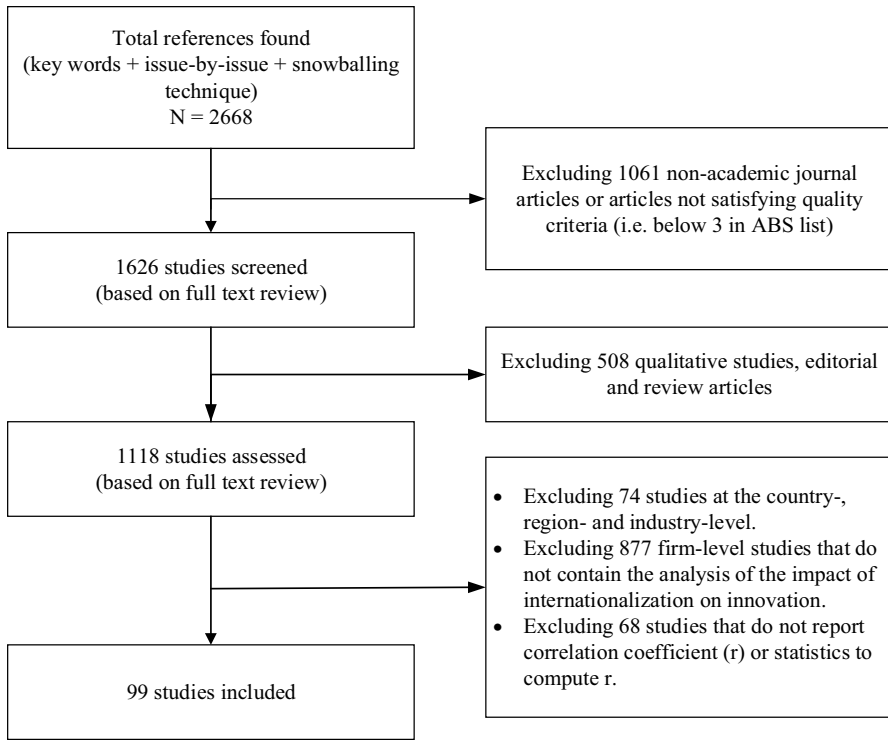 Total references found
(key words + issue-by-issue + snowballing
technique)
N = 2668
Excluding 1061 non-academic journal
articles or articles not satisfying quality
criteria (i.e. below 3 in ABS list)
1626 studies screened
(based on full text review)
Excluding 508 qualitative studies, editorial
and review articles
1118 studies assessed
(based on full text review)
• Excluding 74 studies at the country-,
region- and industry-level.
• Excluding 877 firm-level studies that do
not contain the analysis of the impact of
internationalization on innovation.
• Excluding 68 studies that do not report
correlation coefficient (r) or statistics to
compute r.
99 studies included